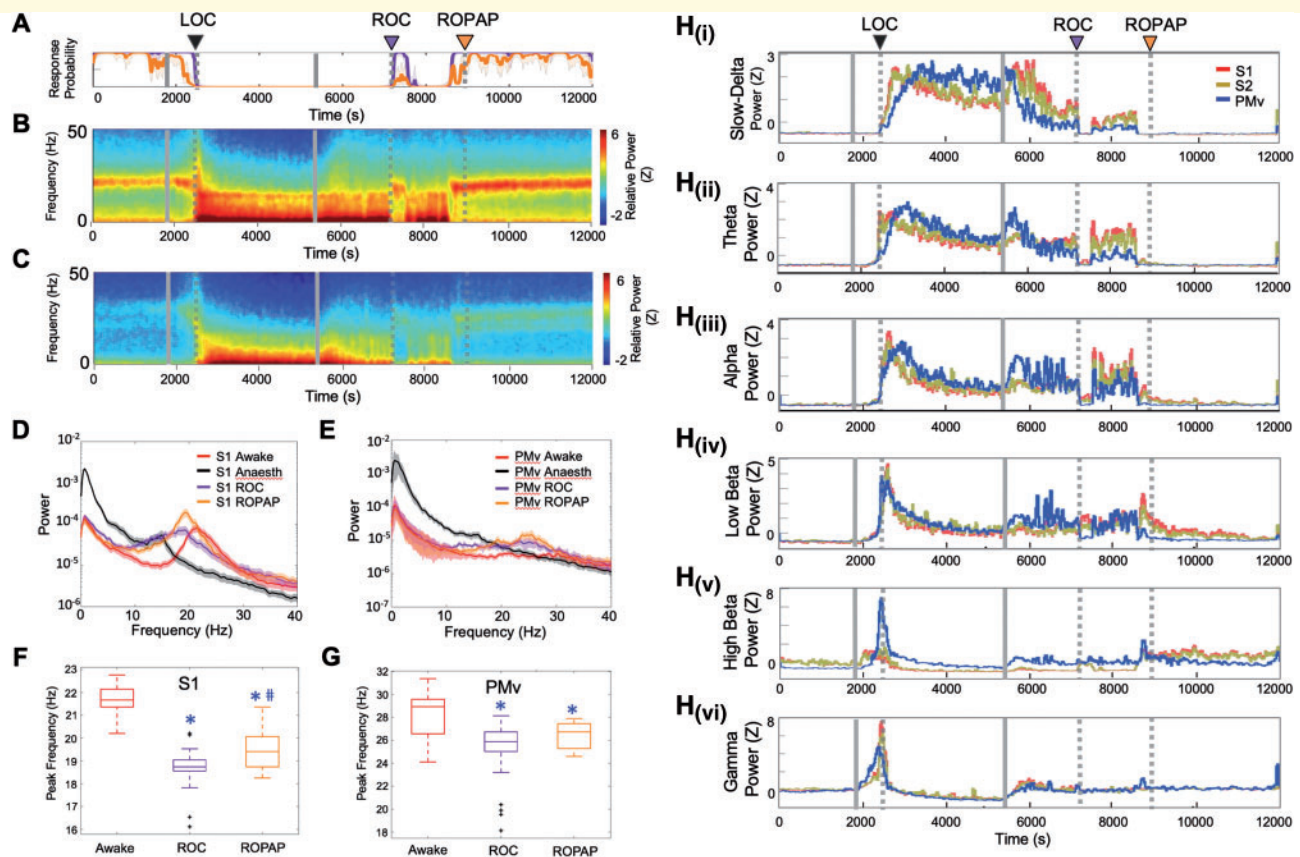 A
LOC
ROC
ROPAP
Response
Probability
0
2000
4000
6000
8000
10000
12000
Time (s)
B
50
0
Frequency (Hz)
6
-2
Relative Power
(Z)
0
2000
4000
6000
8000
10000
12000
Time (s)
C
50
0
Frequency (Hz)
6
-2
Relative Power
(Z)
0
2000
4000
6000
8000
10000
12000
Time (s)
D
10-2
10-3
10-4
10-5
10-6
Power
S1 Awake
S1 Anaesth
S1 ROC
S1 ROPAP
0
10
20
30
40
Frequency (Hz)
E
10-2
10-3
10-4
10-5
10-6
10-7
Power
PMv Awake
PMv Anaesth
PMv ROC
PMv ROPAP
0
10
20
30
40
Frequency (Hz)
F
S1
23
22
21
20
19
18
17
16
Peak Frequency (Hz)
*
* #
Awake
ROC
ROPAP
G
PMv
32
30
28
26
24
22
20
18
Peak Frequency (Hz)
*
*
Awake
ROC
ROPAP
H(i)
LOC
ROC
ROPAP
Slow-Delta
Power (Z)
3
0
S1
S2
PMv
0
2000
4000
6000
8000
10000
12000
H(ii)
Theta
Power (Z)
4
0
0
2000
4000
6000
8000
10000
12000
H(iii)
Alpha
Power (Z)
4
0
0
2000
4000
6000
8000
10000
12000
H(iv)
Low Beta
Power (Z)
5
0
0
2000
4000
6000
8000
10000
12000
H(v)
High Beta
Power (Z)
8
0
0
2000
4000
6000
8000
10000
12000
H(vi)
Gamma
Power (Z)
8
0
0
2000
4000
6000
8000
10000
12000
Time (s)